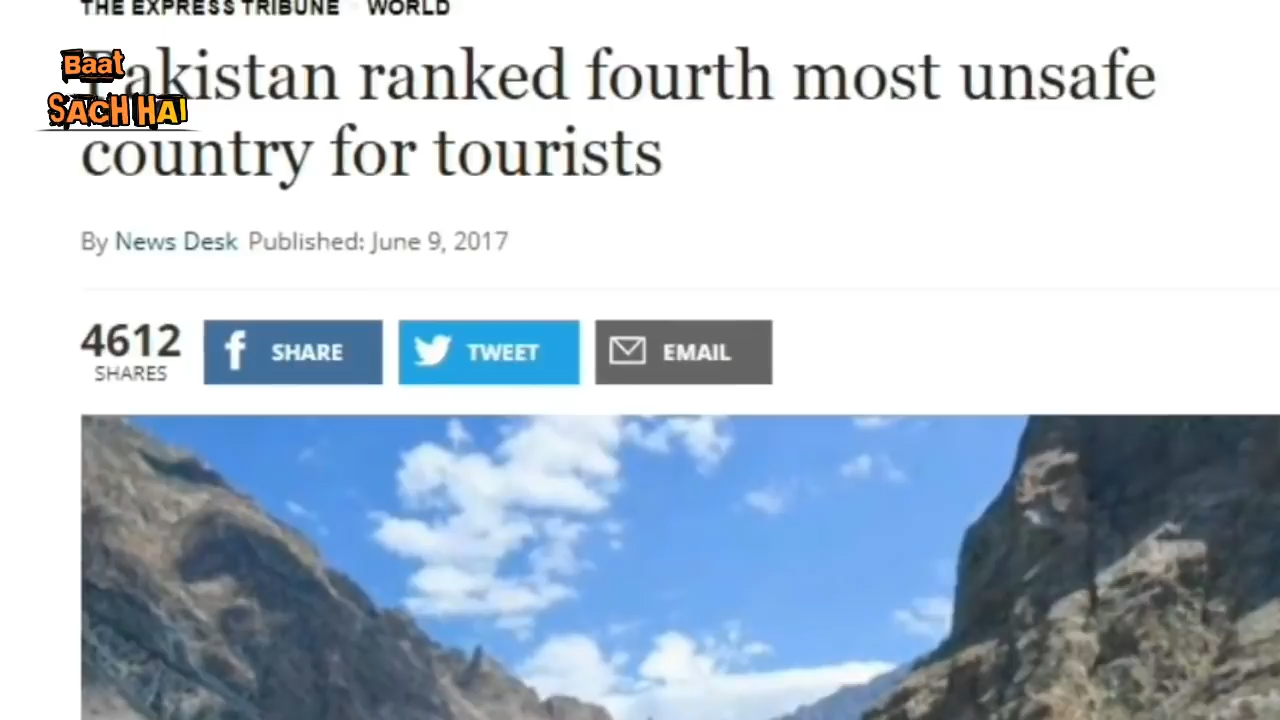 THE EXPRESS TRIBUNE WORLD
Baat
SACH HAI
Pakistan ranked fourth most unsafe
country for tourists
By News Desk Published: June 9, 2017
4612
SHARES
f SHARE
TWEET
EMAIL